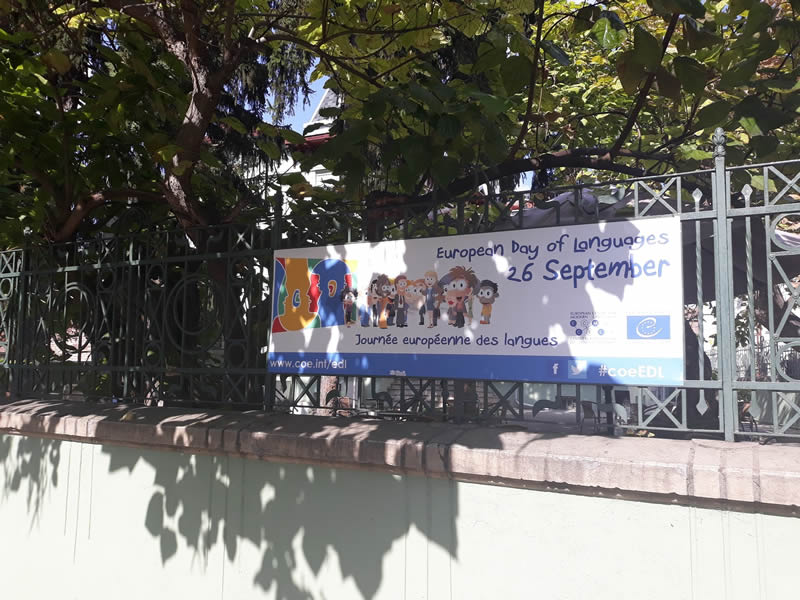 European Day of Languages
26 September
Journée européenne des langues
www.coe.int/edl
#coeEDL